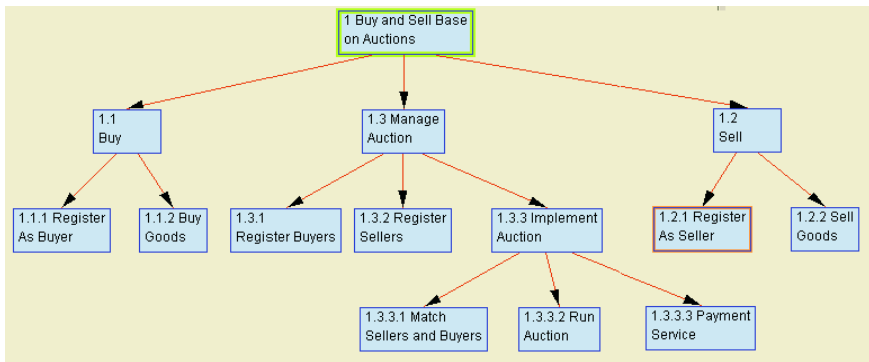 1 Buy and Sell Base
on Auctions
1.1
Buy
1.3 Manage
Auction
1.2
Sell
1.1.1 Register
As Buyer
1.1.2 Buy
Goods
1.3.1
Register Buyers
1.3.2 Register
Sellers
1.3.3 Implement
Auction
1.2.1 Register
As Seller
1.2.2 Sell
Goods
1.3.3.1 Match
Sellers and Buyers
1.3.3.2 Run
Auction
1.3.3.3 Payment
Service